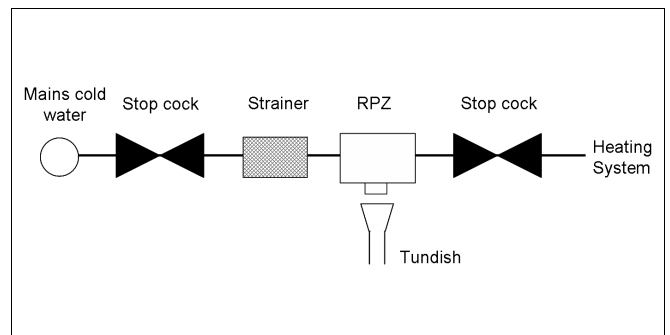 Mains cold
water
Stop cock
Strainer
RPZ
Stop cock
Heating
System
Tundish